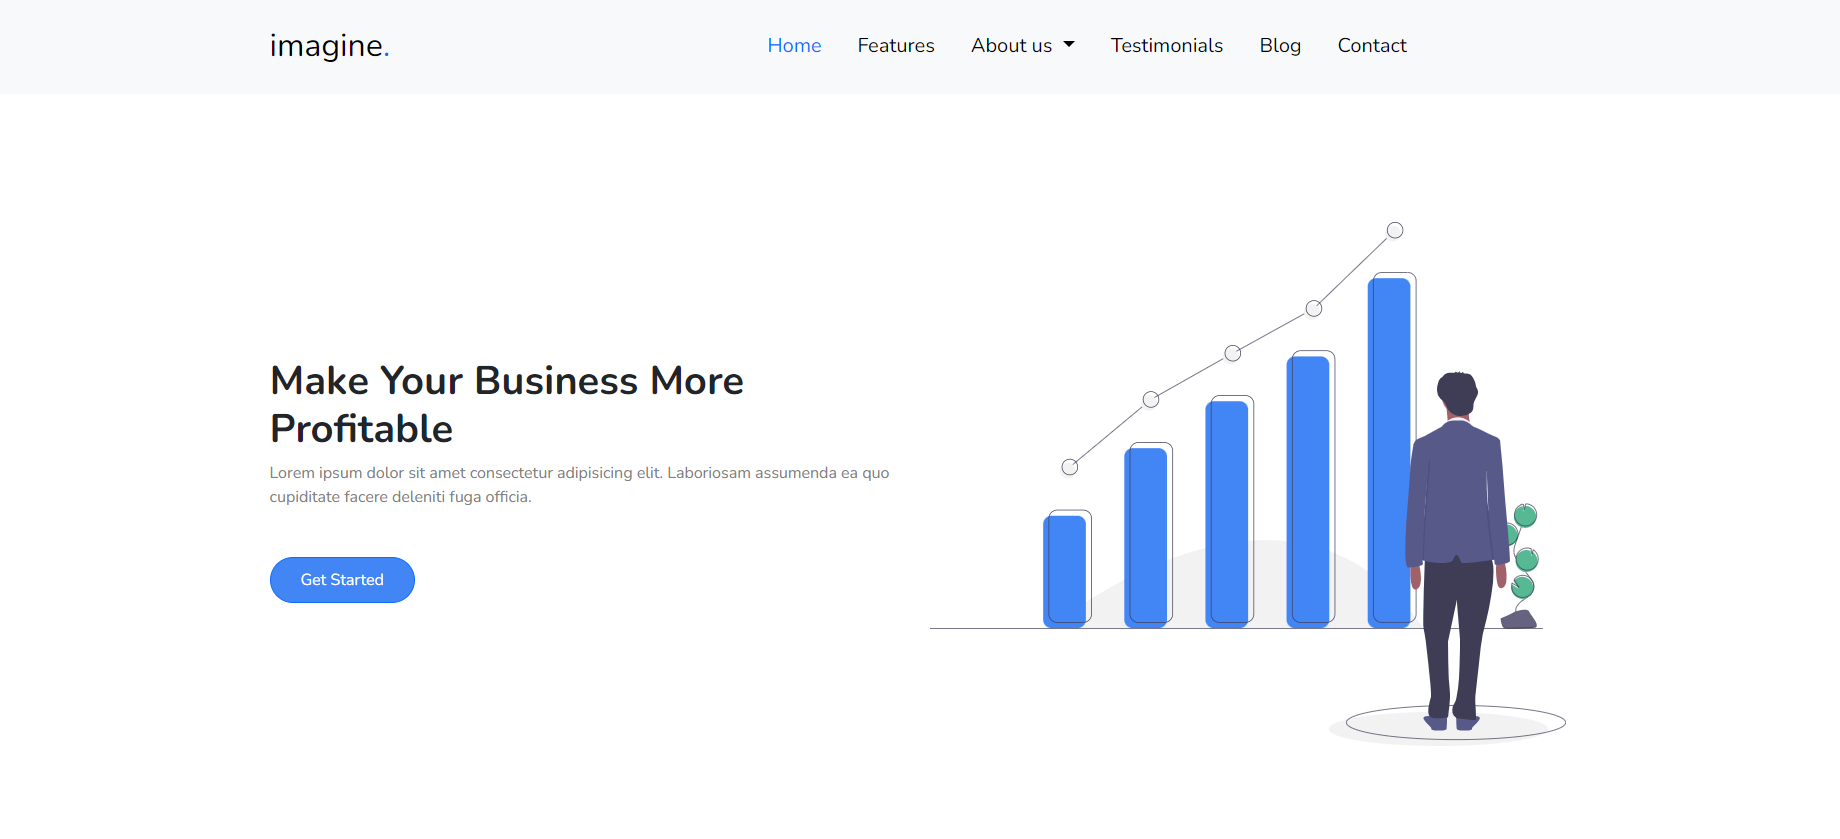 imagine.
Home Features About us Testimonials Blog Contact
Make Your Business More
Profitable
Lorem ipsum dolor sit amet consectetur adipisicing elit. Laboriosam assumenda ea quo
cupiditate facere deleniti fuga officia.
Get Started